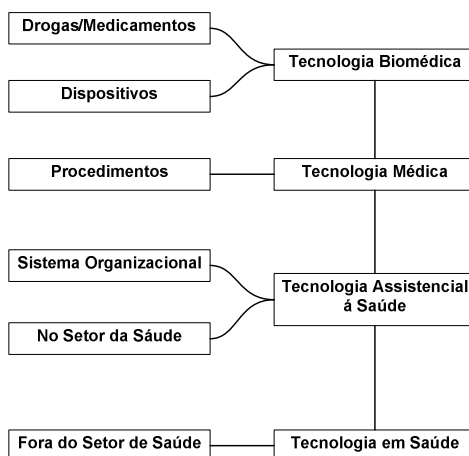 Drogas/Medicamentos
Tecnologia Biomédica
Dispositivos
Procedimentos
Tecnologia Médica
Sistema Organizacional
Tecnologia Assistencial
á Saúde
No Setor da Sáude
Fora do Setor de Saúde
Tecnologia em Saúde